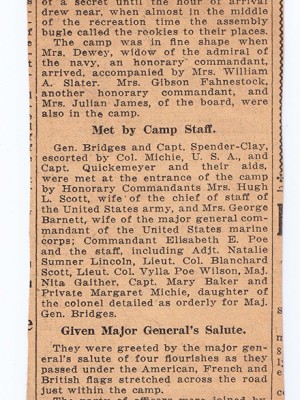 of a secret until the hour of arrival
drew near, when almost in the middle
of the recreation time the assembly
bugle called the rookies to their places.
The camp was in fine shape when
Mrs. Dewey, widow of the admiral of
the navy, an honorary commandant,
arrived, accompanied by Mrs. William
A. Slater. Mrs. Gibson Fahnestock,
another honorary commandant, and
Mrs. Julian James, of the board, were
also in the camp.
Met by Camp Staff.
Gen. Bridges and Capt. Spender-Clay,
escorted by Col. Michie, U. S. A., and
Capt. Quickemeyer and their aids,
were met at the entrance of the camp
by Honorary Commandants Mrs. Hugh
L. Scott, wife of the chief of staff of
the United States army, and Mrs. George
Barnett, wife of the major general com-
mandant of the United States marine
corps; Commandant Elisabeth E. Poe
and the staff, including Adjt. Natalie
Sumner Lincoln, Lieut. Col. Blanchard
Scott, Lieut. Col. Vylla Poe Wilson, Maj.
Nita Gaither, Capt. Mary Baker and
Private Margaret Michie, daughter of
the colonel detailed as orderly for Maj.
Gen. Bridges.
Given Major General's Salute.
They were greeted by the major gen-
eral's salute of four flourishes as they
passed under the American, French and
British flags stretched across the road
just within the camp.